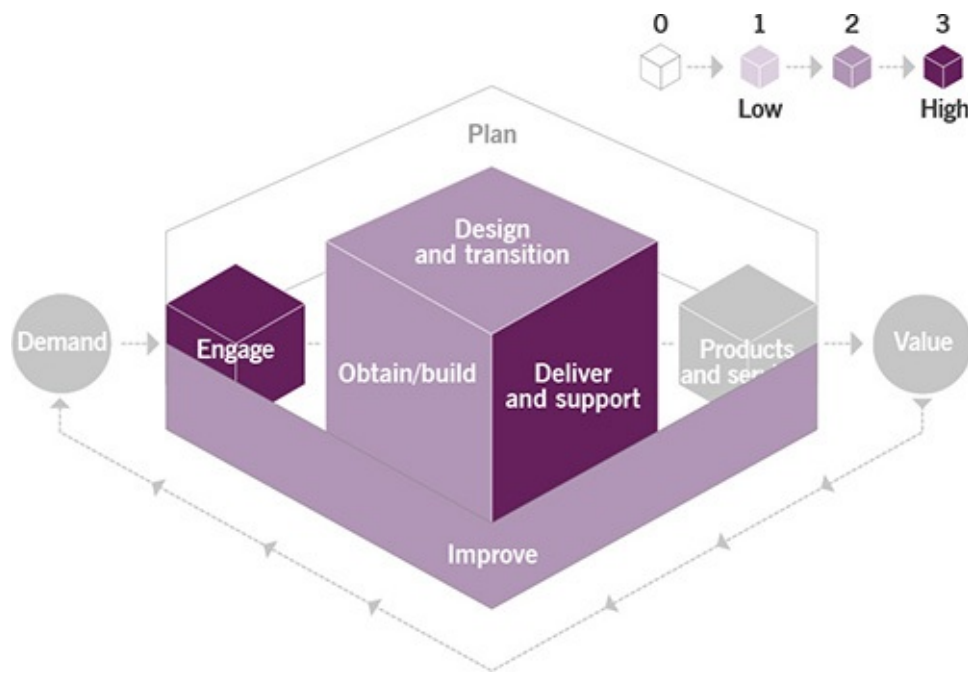 0 1 2 3
Low High
Plan
Design
and transition
Demand
Engage
Obtain/build
Deliver
and support
Products
and
Value
Improve